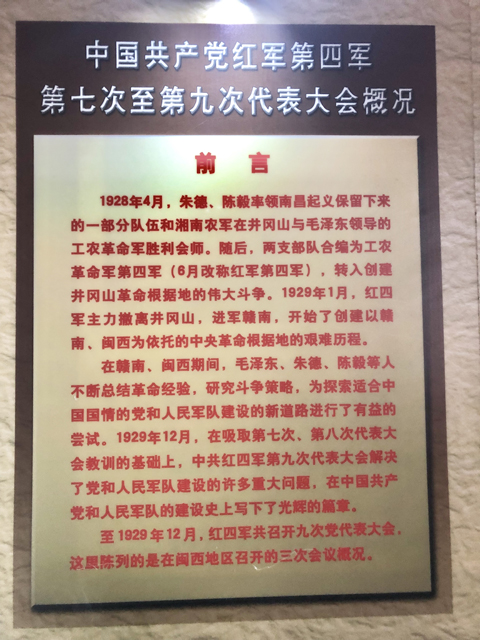 中国共产党红军第四军
第七次至第九次代表大会概况
前 言
1928年4月，朱德、陈毅率领南昌起义保留下来
的一部分队伍和湘南农军在井冈山与毛泽东领导的
工农革命军胜利会师。随后，两支部队合编为工农
革命军第四军（6月改称红军第四军），转入创建
井冈山革命根据地的伟大斗争。1929年1月，红四
军主力撤离井冈山，进军赣南，开始了创建以赣
南、闽西为依托的中央革命根据地的艰难历程。
在赣南、闽西期间，毛泽东、朱德、陈毅等人
不断总结革命经验，研究斗争策略，为探索适合中
国国情的党和人民军队建设的新道路进行了有益的
尝试。1929年12月，在吸取第七次、第八次代表大
会教训的基础上，中共红四军第九次代表大会解决
了党和人民军队建设的许多重大问题，在中国共产
党和人民军队的建设史上写下了光辉的篇章。
至1929年12月，红四军共召开九次党代表大会，
这里陈列的是在闽西地区召开的三次会议概况。